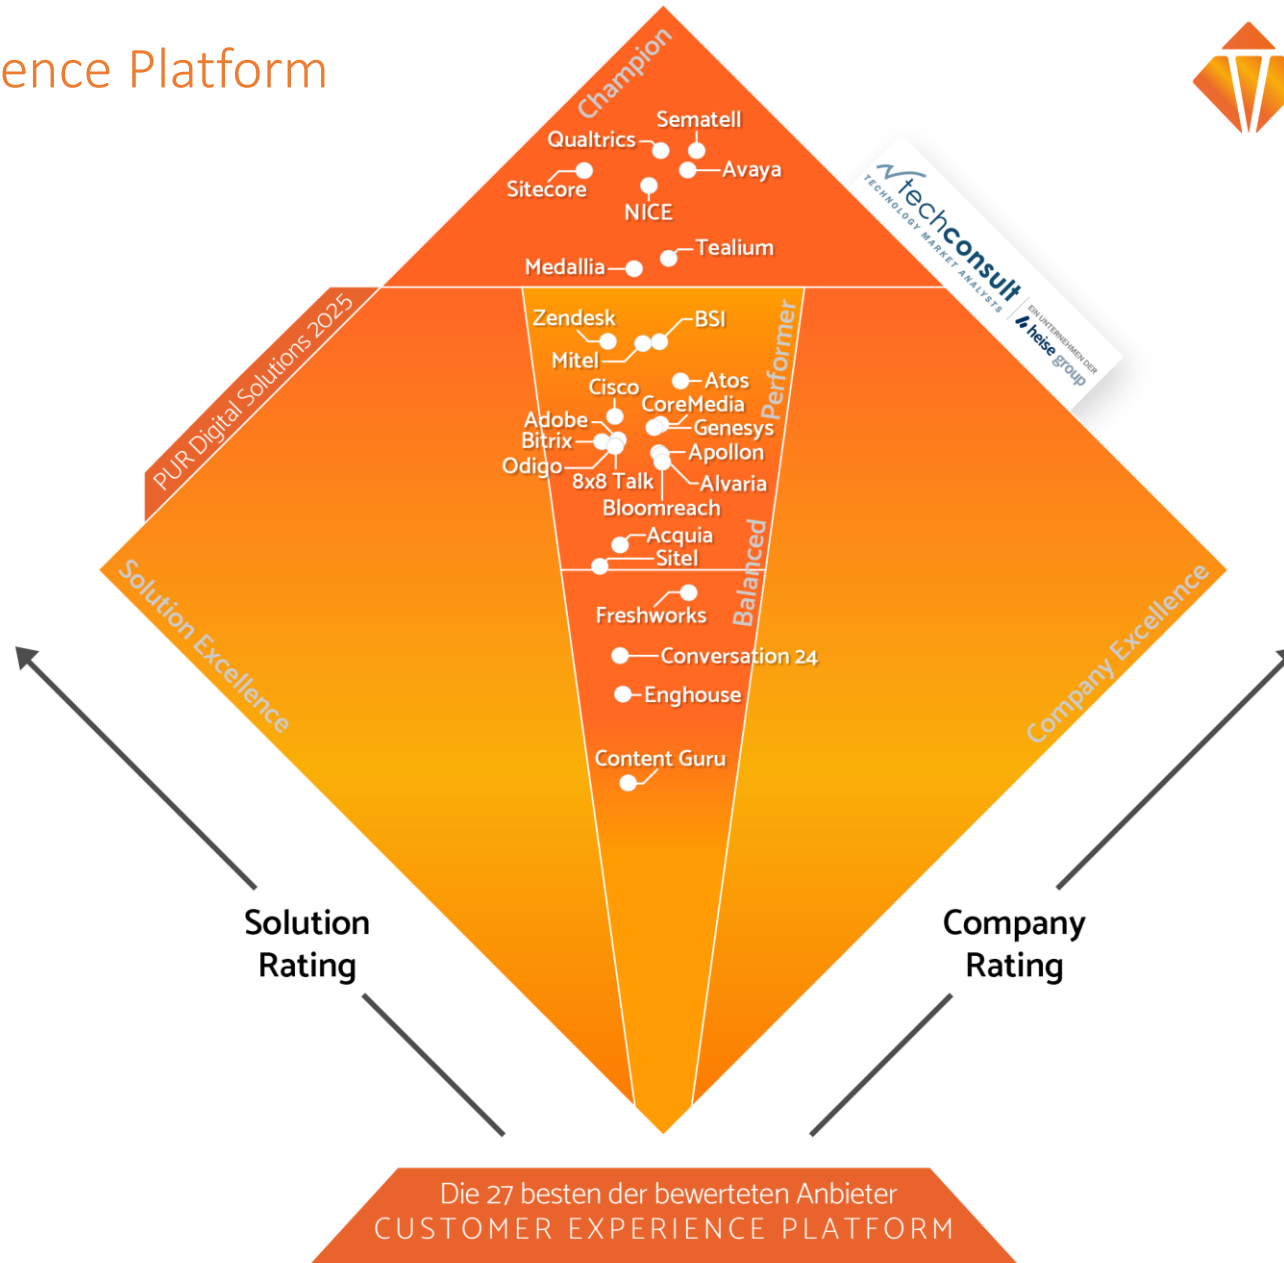 ence Platform
Champion
Sematell
Qualtrics
Avaya
Sitecore
NICE
Tealium
Medallia
techconsult
TECHNOLOGY MARKET ANALYSTS
EIN UNTERNEHMEN DER
heise group
PUR Digital Solutions 2025
Performer
Zendesk
BSI
Mitel
Atos
Cisco
CoreMedia
Adobe
Genesys
Bitrix
Apollon
Odigo
8x8 Talk
Alvaria
Bloomreach
Balanced
Acquia
Sitel
Freshworks
Conversation 24
Enghouse
Content Guru
Solution Excellence
Company Excellence
Solution
Rating
Company
Rating
Die 27 besten der bewerteten Anbieter
CUSTOMER EXPERIENCE PLATFORM